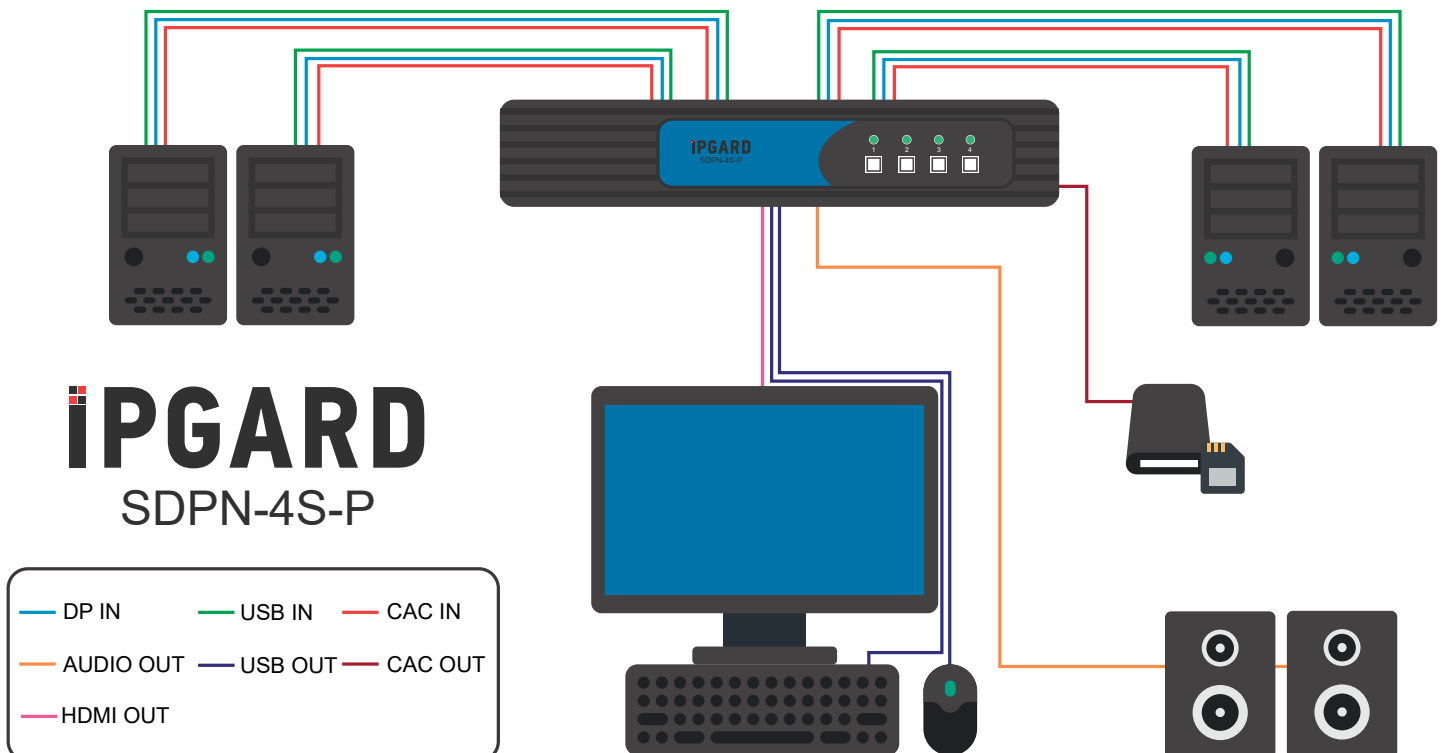 iPGARD
SDPN-4S-P
1 2 3 4
iPGARD
SDPN-4S-P
DP IN USB IN CAC IN
AUDIO OUT USB OUT CAC OUT
HDMI OUT